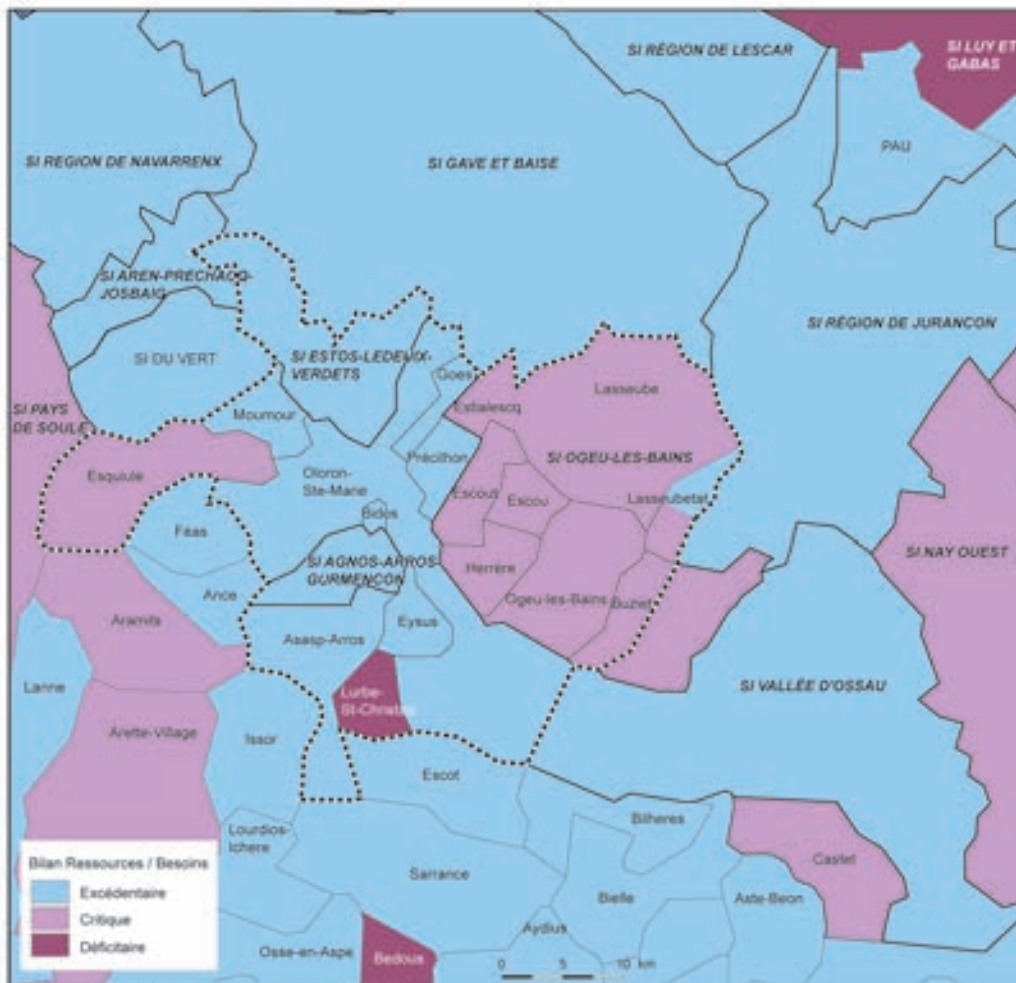 SI RÉGION DE LESCAR
SI LUY ET
GABAS
PAU
SI REGION DE NAVARRENX
SI GAVE ET BAISE
SI AREN-PRECHACQ-
JOSBAIG
SI RÉGION DE JURANCON
SI DU VERT
SI ESTOS-LEDEUIX-
VERDETS
Goes
Lasseube
SI PAYS
DE SOULE
Moumour
Estialescq
Précilhon
SI OGEU-LES-BAINS
Esquiule
Oloron-
Ste-Marie
Escout
Escou
Lasseubetat
Bidos
Féas
SI AGNOS-ARROS-
GURMENÇON
Herrère
SI NAY OUEST
Ance
Ogeu-les-Bains
Buziet
Aramits
Eysus
Asasp-Arros
Lanne
Lurbe-
St-Christau
SI VALLÉE D'OSSAU
Arette-Village
Issor
Escot
Lourdios-
Ichere
Bilheres
Castet
Sarrance
Bielle
Aste-Beon
Aydius
Osse-en-Aspe
Bedous
Bilan Ressources / Besoins
Excédentaire
Critique
Déficitaire
0 5 10 km